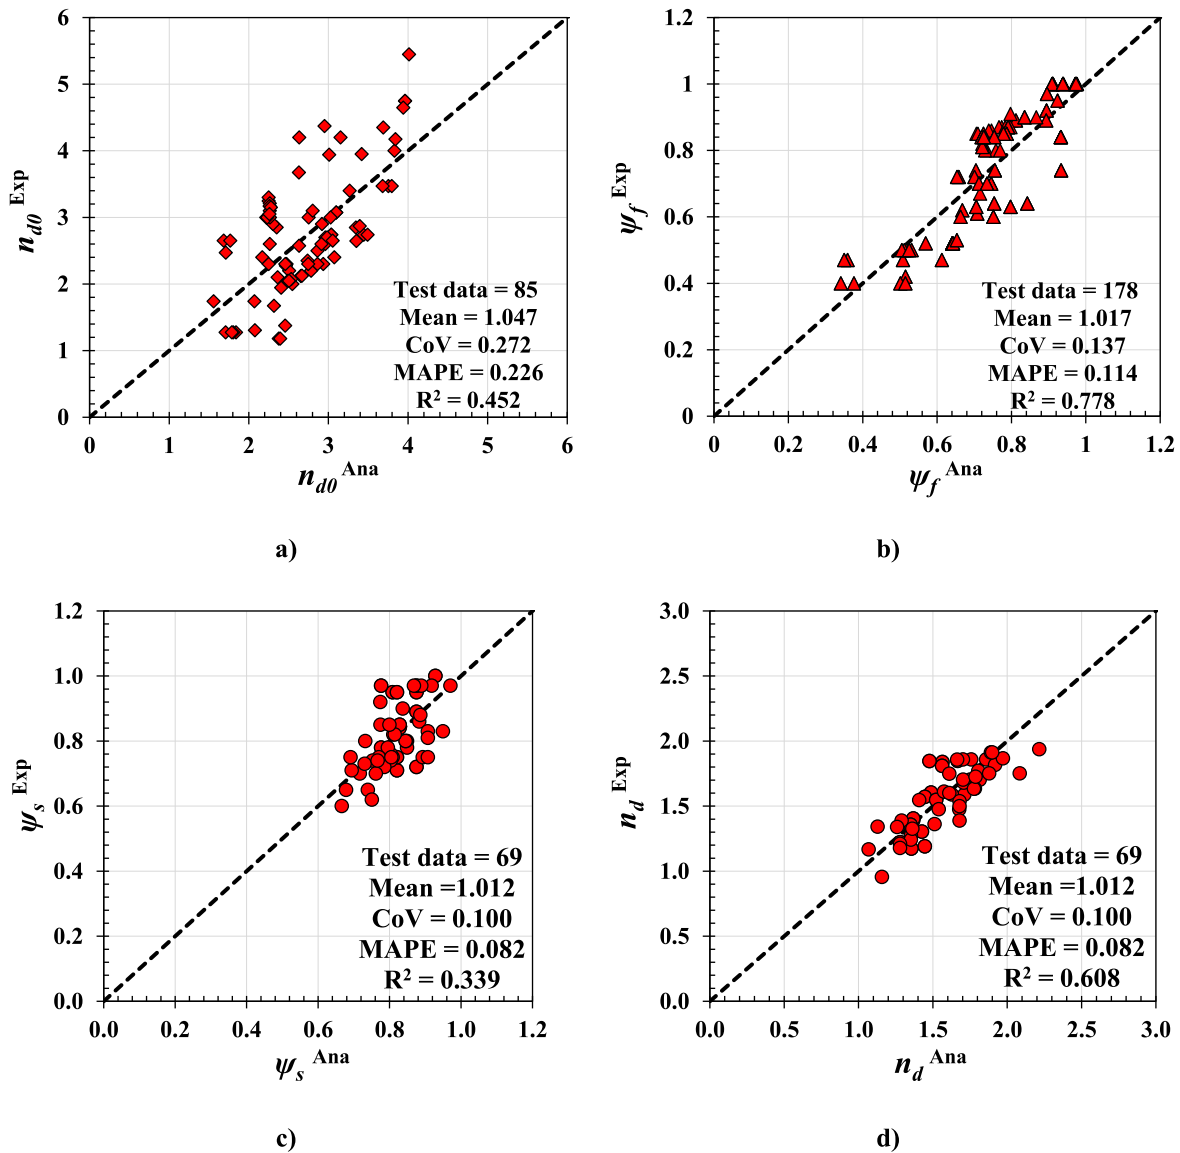 6
5
4
3
2
1
0
0 1 2 3 4 5 6
n_d0^Exp
n_d0^Ana
Test data = 85
Mean = 1.047
CoV = 0.272
MAPE = 0.226
R² = 0.452
a)
1.2
1
0.8
0.6
0.4
0.2
0
0 0.2 0.4 0.6 0.8 1 1.2
ψ_f^Exp
ψ_f^Ana
Test data = 178
Mean = 1.017
CoV = 0.137
MAPE = 0.114
R² = 0.778
b)
1.2
1.0
0.8
0.6
0.4
0.2
0.0
0.0 0.2 0.4 0.6 0.8 1.0 1.2
ψ_s^Exp
ψ_s^Ana
Test data = 69
Mean =1.012
CoV = 0.100
MAPE = 0.082
R² = 0.339
c)
3.0
2.5
2.0
1.5
1.0
0.5
0.0
0.0 0.5 1.0 1.5 2.0 2.5 3.0
n_d^Exp
n_d^Ana
Test data = 69
Mean =1.012
CoV = 0.100
MAPE = 0.082
R² = 0.608
d)